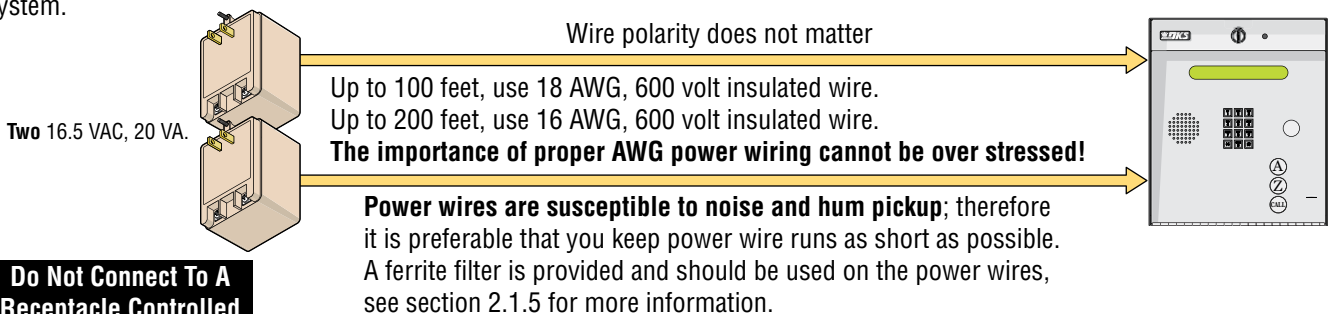 ystem.
Wire polarity does not matter
Up to 100 feet, use 18 AWG, 600 volt insulated wire.
Up to 200 feet, use 16 AWG, 600 volt insulated wire.
Two 16.5 VAC, 20 VA.
The importance of proper AWG power wiring cannot be over stressed!
Power wires are susceptible to noise and hum pickup; therefore
it is preferable that you keep power wire runs as short as possible.
A ferrite filter is provided and should be used on the power wires,
see section 2.1.5 for more information.
Do Not Connect To A
Receptacle Controlled
DKS
A
Z
CALL